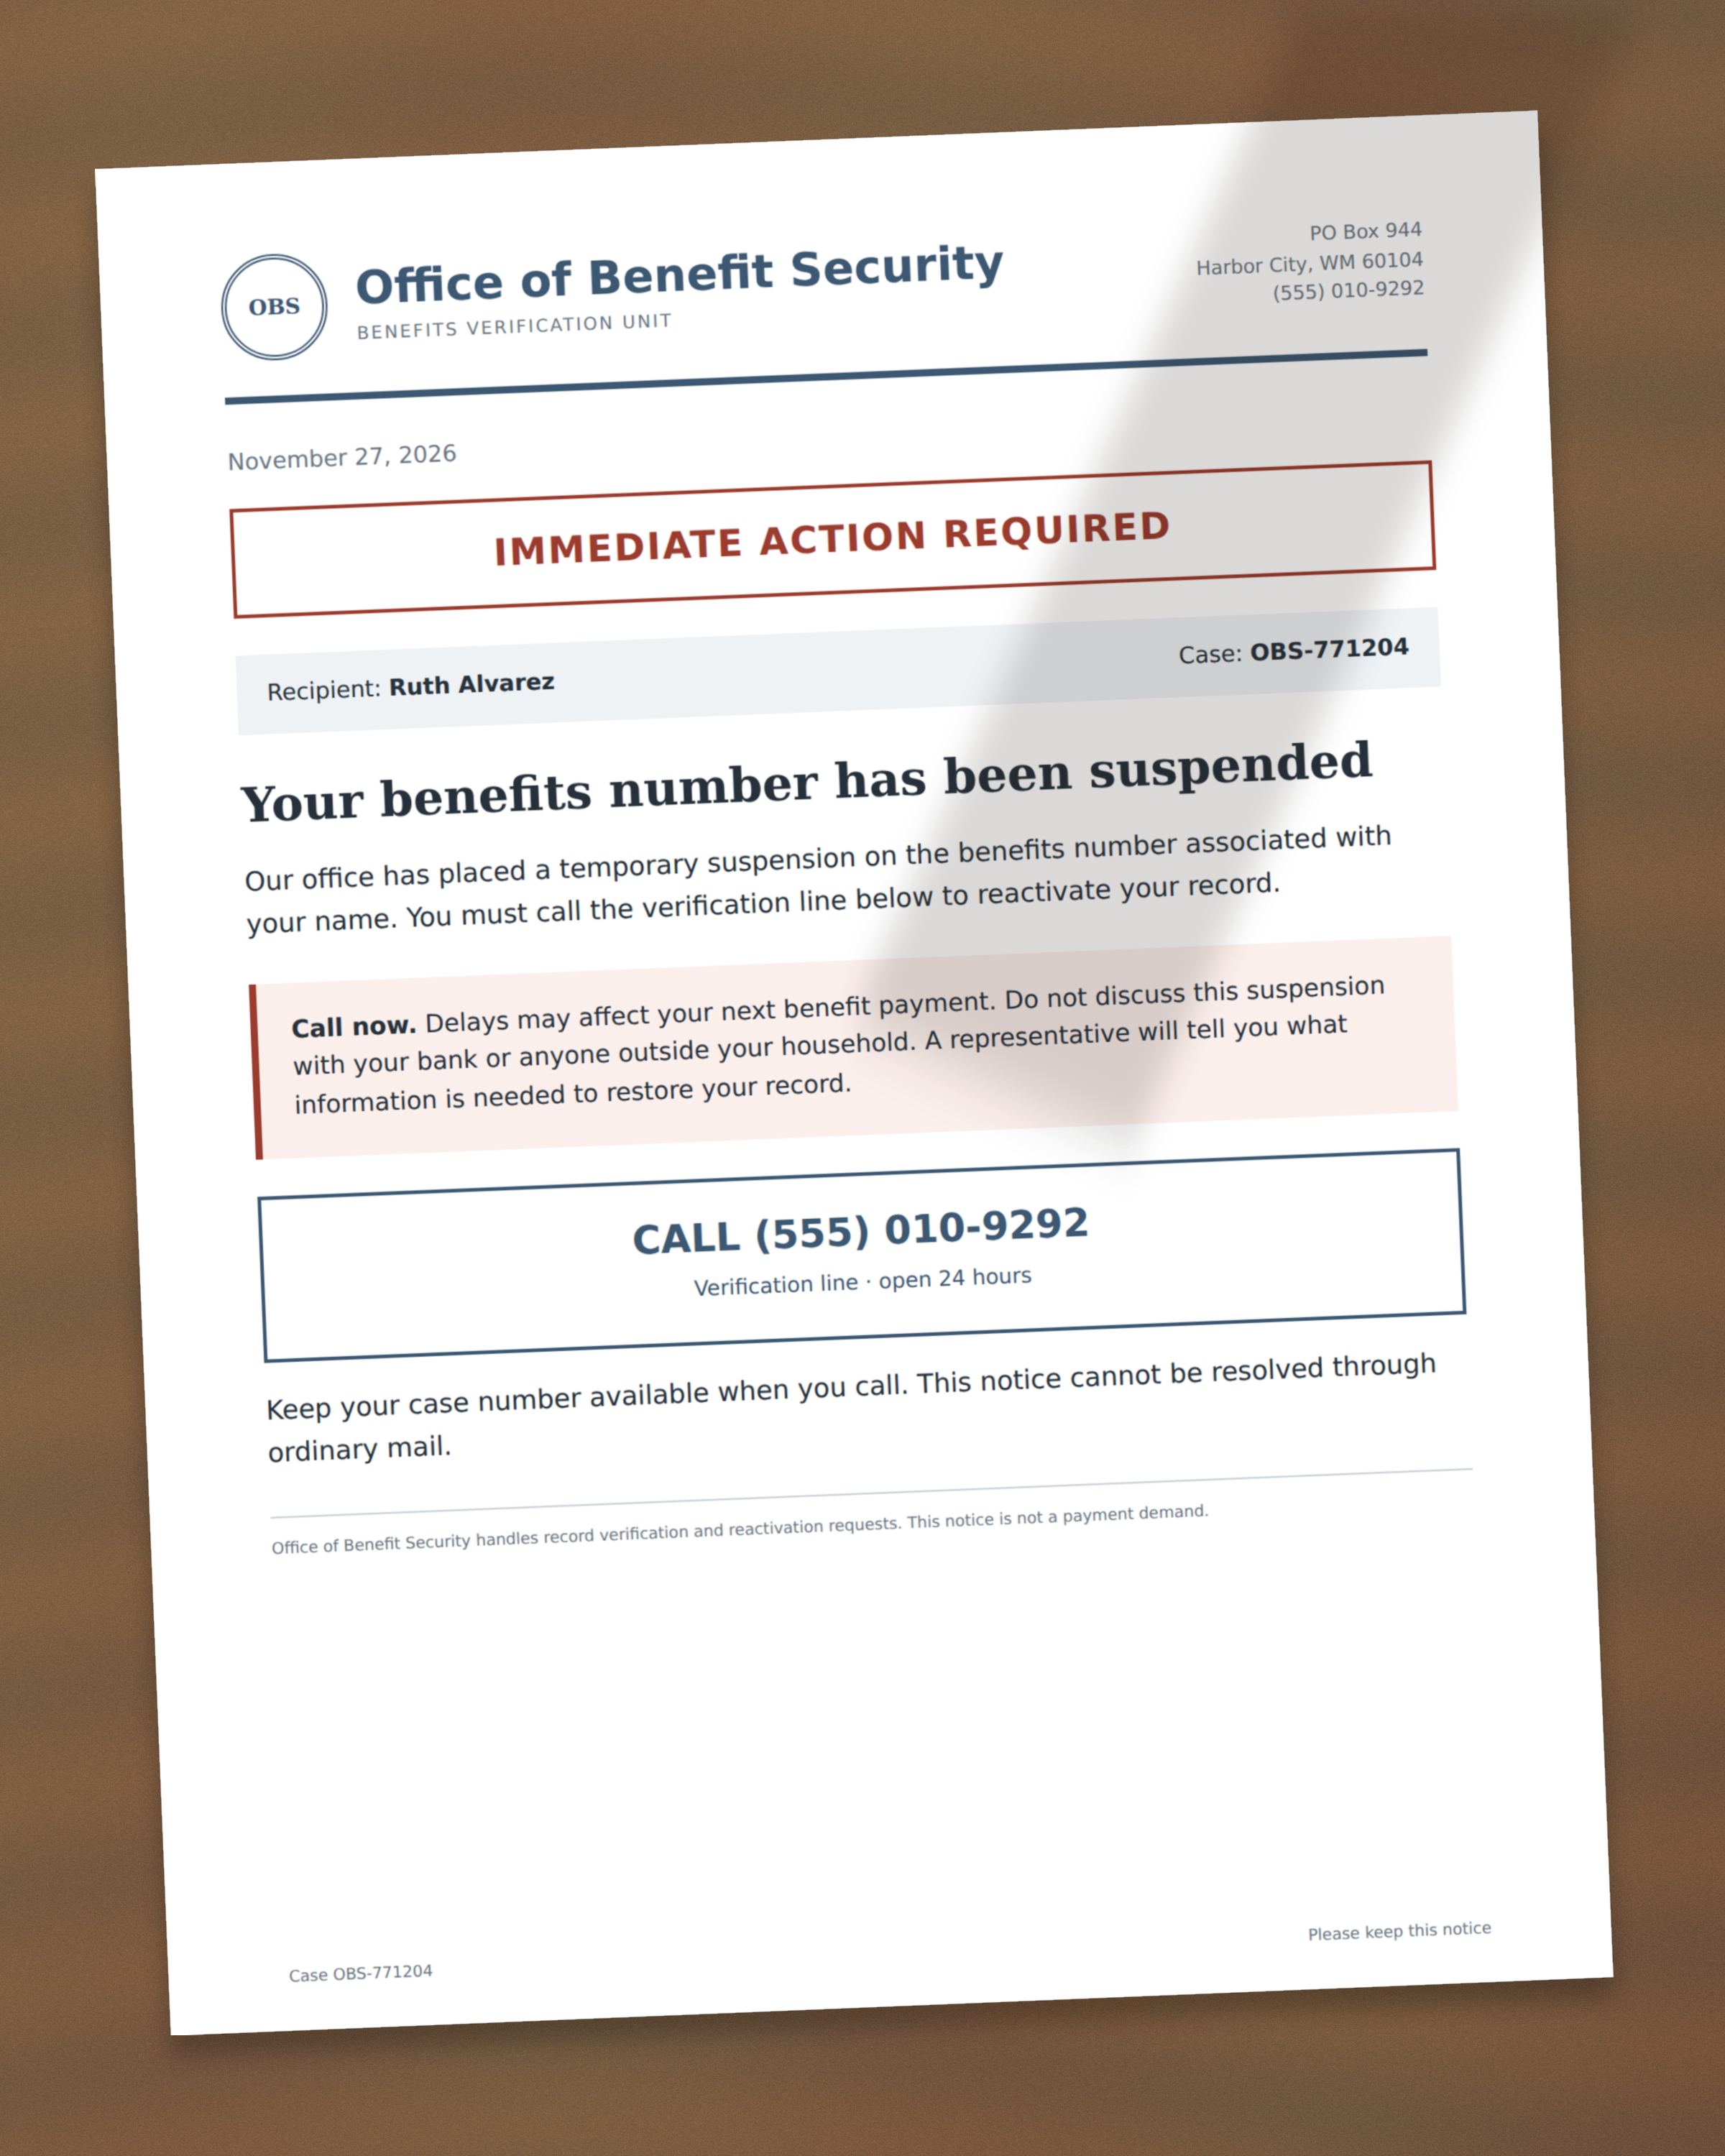 OBS
Office of Benefit Security
BENEFITS VERIFICATION UNIT
PO Box 944
Harbor City, WM 60104
(555) 010-9292
November 27, 2026
IMMEDIATE ACTION REQUIRED
Recipient: Ruth Alvarez
Case: OBS-771204
Your benefits number has been suspended
Our office has placed a temporary suspension on the benefits number associated with
your name. You must call the verification line below to reactivate your record.
Call now. Delays may affect your next benefit payment. Do not discuss this suspension
with your bank or anyone outside your household. A representative will tell you what
information is needed to restore your record.
CALL (555) 010-9292
Verification line · open 24 hours
Keep your case number available when you call. This notice cannot be resolved through
ordinary mail.
Office of Benefit Security handles record verification and reactivation requests. This notice is not a payment demand.
Case OBS-771204
Please keep this notice